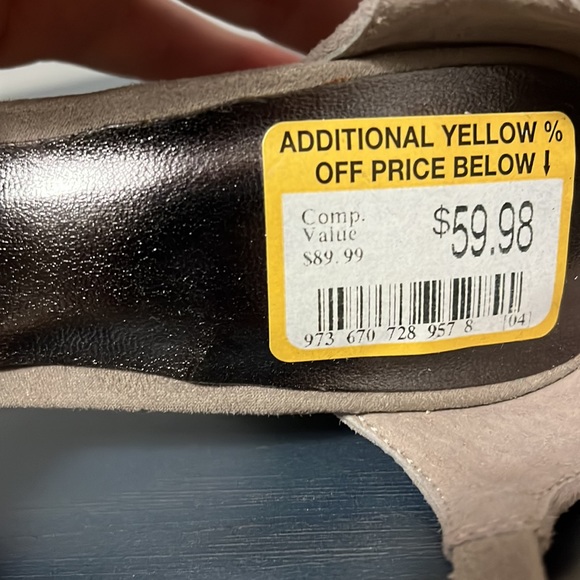 ADDITIONAL YELLOW %
OFF PRICE BELOW ↓
Comp.
Value
$89.99
$59.98
973 670 728 957 8 [04]